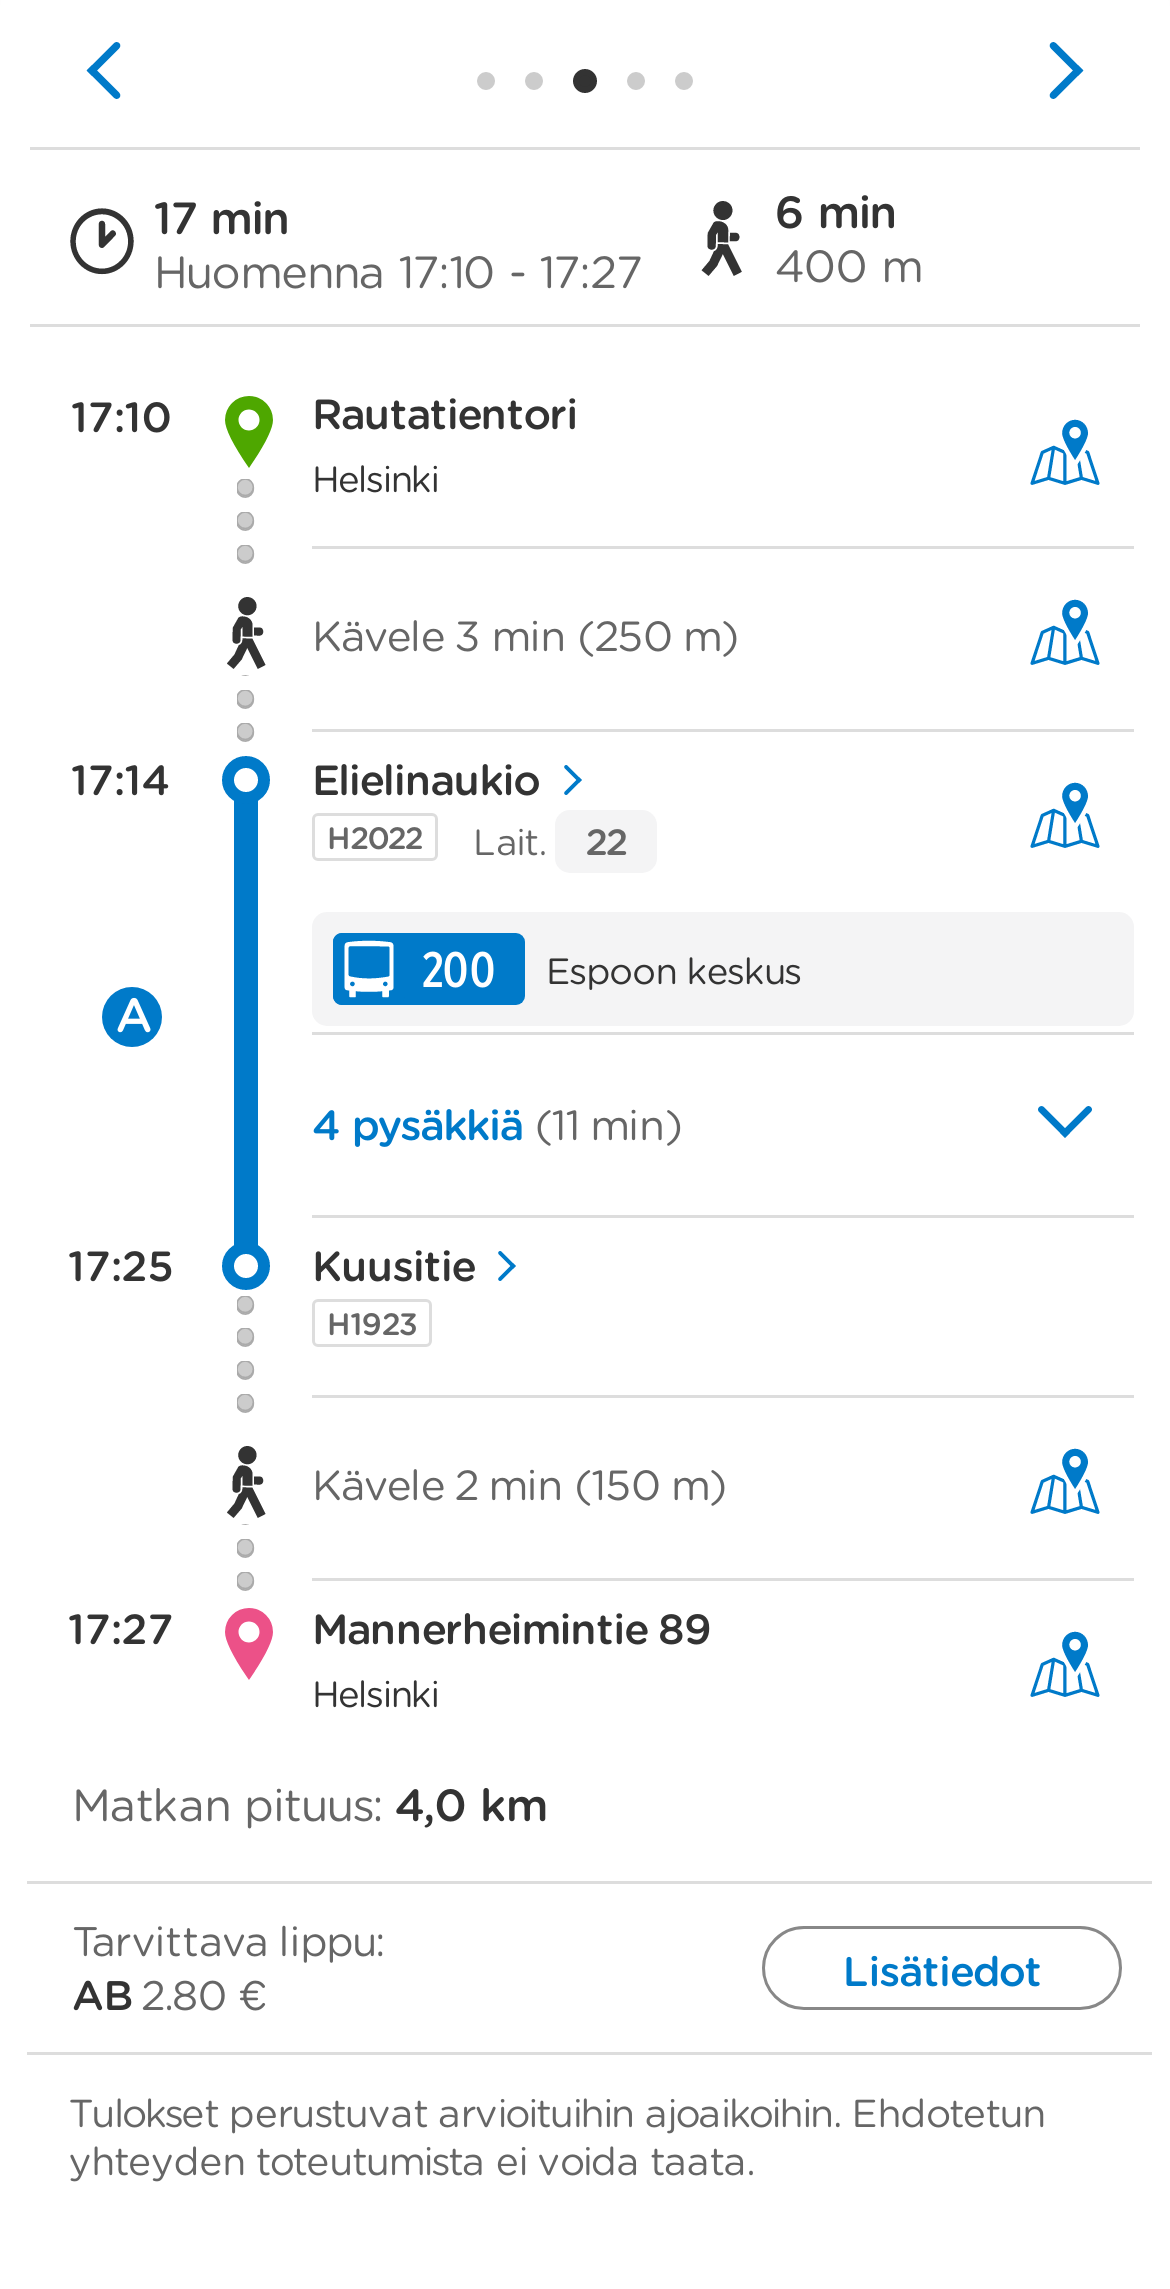 17 min
Huomenna 17:10 - 17:27
6 min
400 m
17:10
Rautatientori
Helsinki
Kävele 3 min (250 m)
17:14
Elielinaukio
H2022 Lait. 22
200 Espoon keskus
A
4 pysäkkiä (11 min)
17:25
Kuusitie
H1923
Kävele 2 min (150 m)
17:27
Mannerheimintie 89
Helsinki
Matkan pituus: 4,0 km
Tarvittava lippu:
AB 2.80 €
Lisätiedot
Tulokset perustuvat arvioituihin ajoaikoihin. Ehdotetun
yhteyden toteutumista ei voida taata.